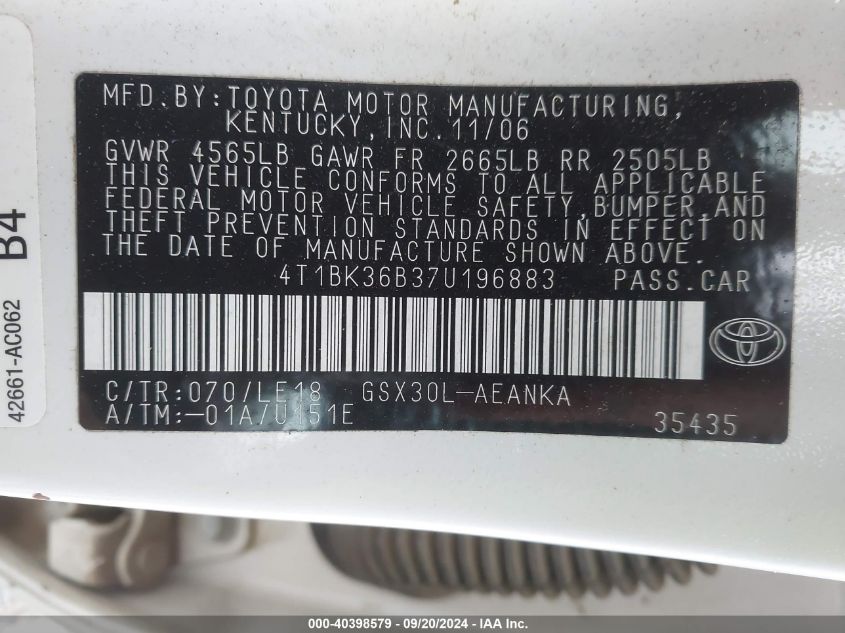 MFD. BY: TOYOTA MOTOR MANUFACTURING,
KENTUCKY, INC. 11/06
GVWR 4565LB GAWR FR 2665LB RR 2505LB
THIS VEHICLE CONFORMS TO ALL APPLICABLE
FEDERAL MOTOR VEHICLE SAFETY, BUMPER, AND
THEFT PREVENTION STANDARDS IN EFFECT ON
THE DATE OF MANUFACTURE SHOWN ABOVE.
4T1BK36B37U196883 PASS. CAR
C/TR: 070/LE18 GSX30L-AEANKA
A/TM: -01A/U151E 35435
42661-AC062 B4
000-40398579 - 09/20/2024 - IAA Inc.